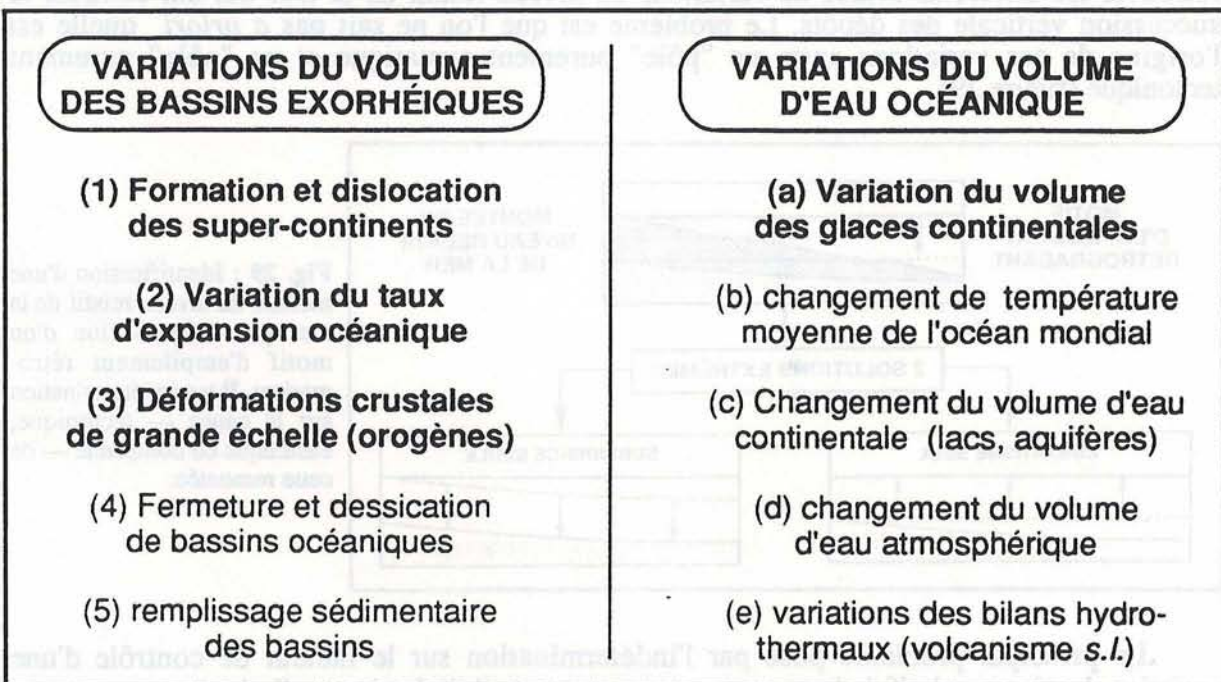 VARIATIONS DU VOLUME
DES BASSINS EXORHÉIQUES
(1) Formation et dislocation
des super-continents
(2) Variation du taux
d'expansion océanique
(3) Déformations crustales
de grande échelle (orogènes)
(4) Fermeture et dessication
de bassins océaniques
(5) remplissage sédimentaire
des bassins
VARIATIONS DU VOLUME
D'EAU OCÉANIQUE
(a) Variation du volume
des glaces continentales
(b) changement de température
moyenne de l'océan mondial
(c) Changement du volume d'eau
continentale (lacs, aquifères)
(d) changement du volume
d'eau atmosphérique
(e) variations des bilans hydro-
thermaux (volcanisme s.l.)